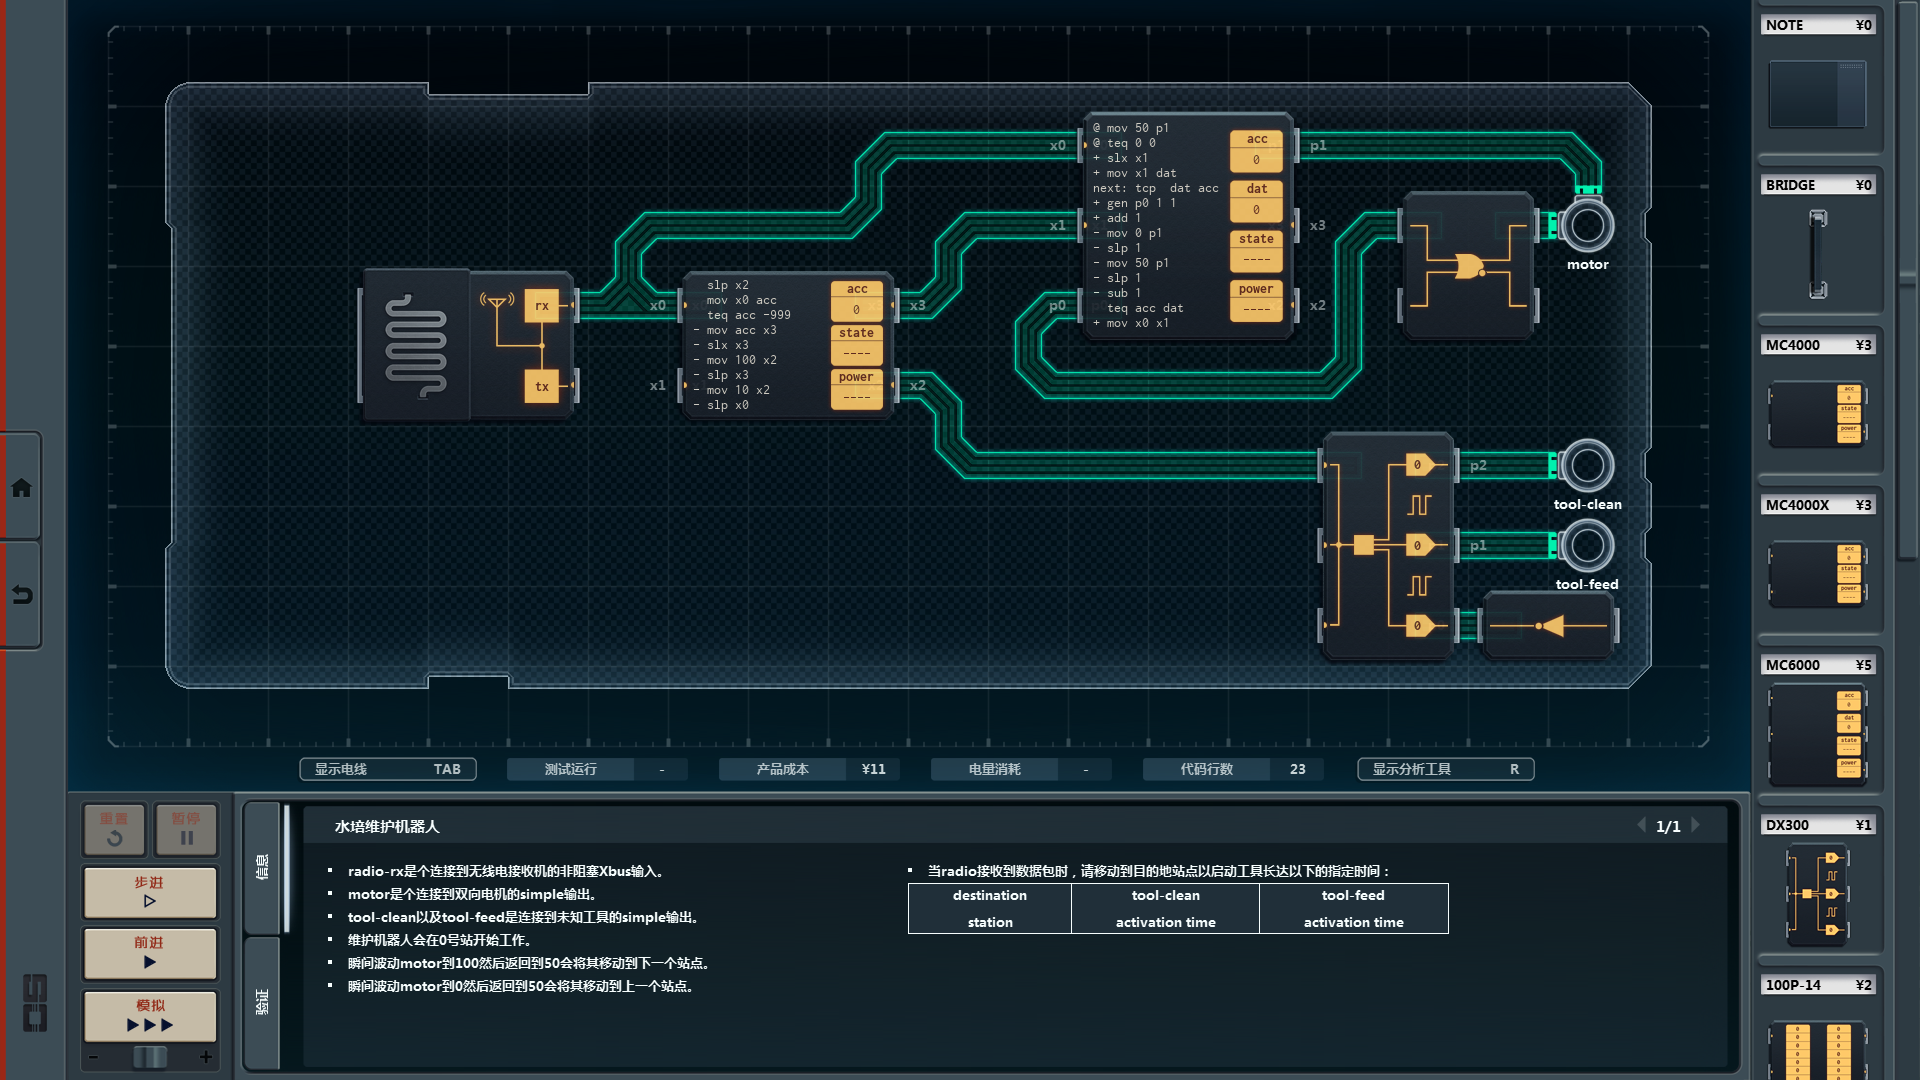 NOTE ¥0
BRIDGE ¥0
MC4000 ¥3
acc
0
state
----
power
----
MC4000X ¥3
acc
0
state
----
power
----
MC6000 ¥5
acc
0
dat
0
state
----
power
----
DX300 ¥1
0
0
0
100P-14 ¥2
@ mov 50 p1
@ teq 0 0
+ slx x1
+ mov x1 dat
next: tcp  dat acc
+ gen p0 1 1
+ add 1
- mov 0 p1
- slp 1
- mov 50 p1
- slp 1
- sub 1
  teq acc dat
+ mov x0 x1
acc
0
dat
0
state
----
power
----
x0
x1
p0
p1
x3
x2
motor
rx
tx
  slp x2
  mov x0 acc
  teq acc -999
- mov acc x3
- slx x3
- mov 100 x2
- slp x3
- mov 10 x2
- slp x0
acc
0
state
----
power
----
x0
x1
x3
x2
0
0
0
p2
p1
tool-clean
tool-feed
显示电线 TAB
测试运行 -
产品成本 ¥11
电量消耗 -
代码行数 23
显示分析工具 R
重置
暂停
步进
前进
模拟
- +
信息
验证
水培维护机器人
1/1
▪ radio-rx是个连接到无线电接收机的非阻塞Xbus输入。
▪ motor是个连接到双向电机的simple输出。
▪ tool-clean以及tool-feed是连接到未知工具的simple输出。
▪ 维护机器人会在0号站开始工作。
▪ 瞬间波动motor到100然后返回到50会将其移动到下一个站点。
▪ 瞬间波动motor到0然后返回到50会将其移动到上一个站点。
▪ 当radio接收到数据包时，请移动到目的地站点以启动工具长达以下的指定时间：
destination tool-clean tool-feed
station activation time activation time